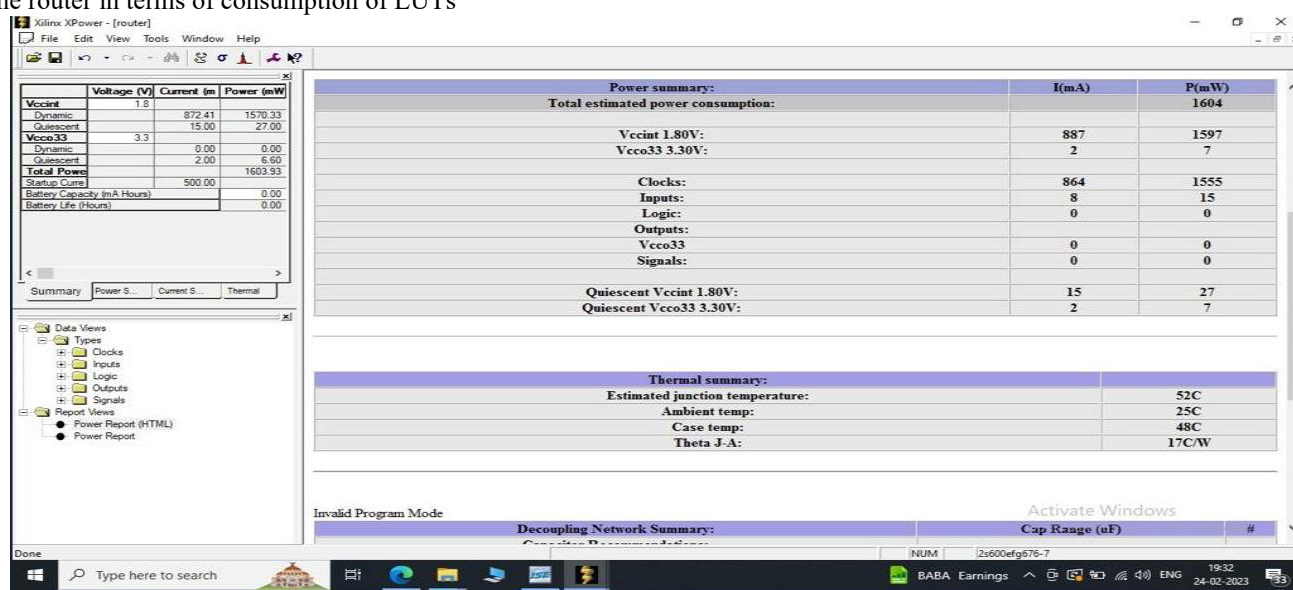 he router in terms of consumption of LUTs
Xilinx XPower - [router]
File Edit View Tools Window Help
Voltage (V) Current (m Power (mW
Vccint 1.8
Dynamic 872.41 1570.33
Quiescent 15.00 27.00
Vcco33 3.3
Dynamic 0.00 0.00
Quiescent 2.00 6.60
Total Powe 1603.93
Startup Curre 500.00
Battery Capacity (mA Hours) 0.00
Battery Life (Hours) 0.00
Summary Power S... Current S... Thermal
Data Views
Types
Clocks
Inputs
Logic
Outputs
Signals
Report Views
Power Report (HTML)
Power Report
Power summary: I(mA) P(mW)
Total estimated power consumption: 1604
Vccint 1.80V: 887 1597
Vcco33 3.30V: 2 7
Clocks: 864 1555
Inputs: 8 15
Logic: 0 0
Outputs:
Vcco33 0 0
Signals: 0 0
Quiescent Vccint 1.80V: 15 27
Quiescent Vcco33 3.30V: 2 7
Thermal summary:
Estimated junction temperature: 52C
Ambient temp: 25C
Case temp: 48C
Theta J-A: 17C/W
Invalid Program Mode
Activate Windows
Decoupling Network Summary: Cap Range (uF) #
Capacitor Recommendations:
Done NUM 2s600efg676-7
Type here to search
ISE
BABA Earnings ENG 19:32
24-02-2023
33